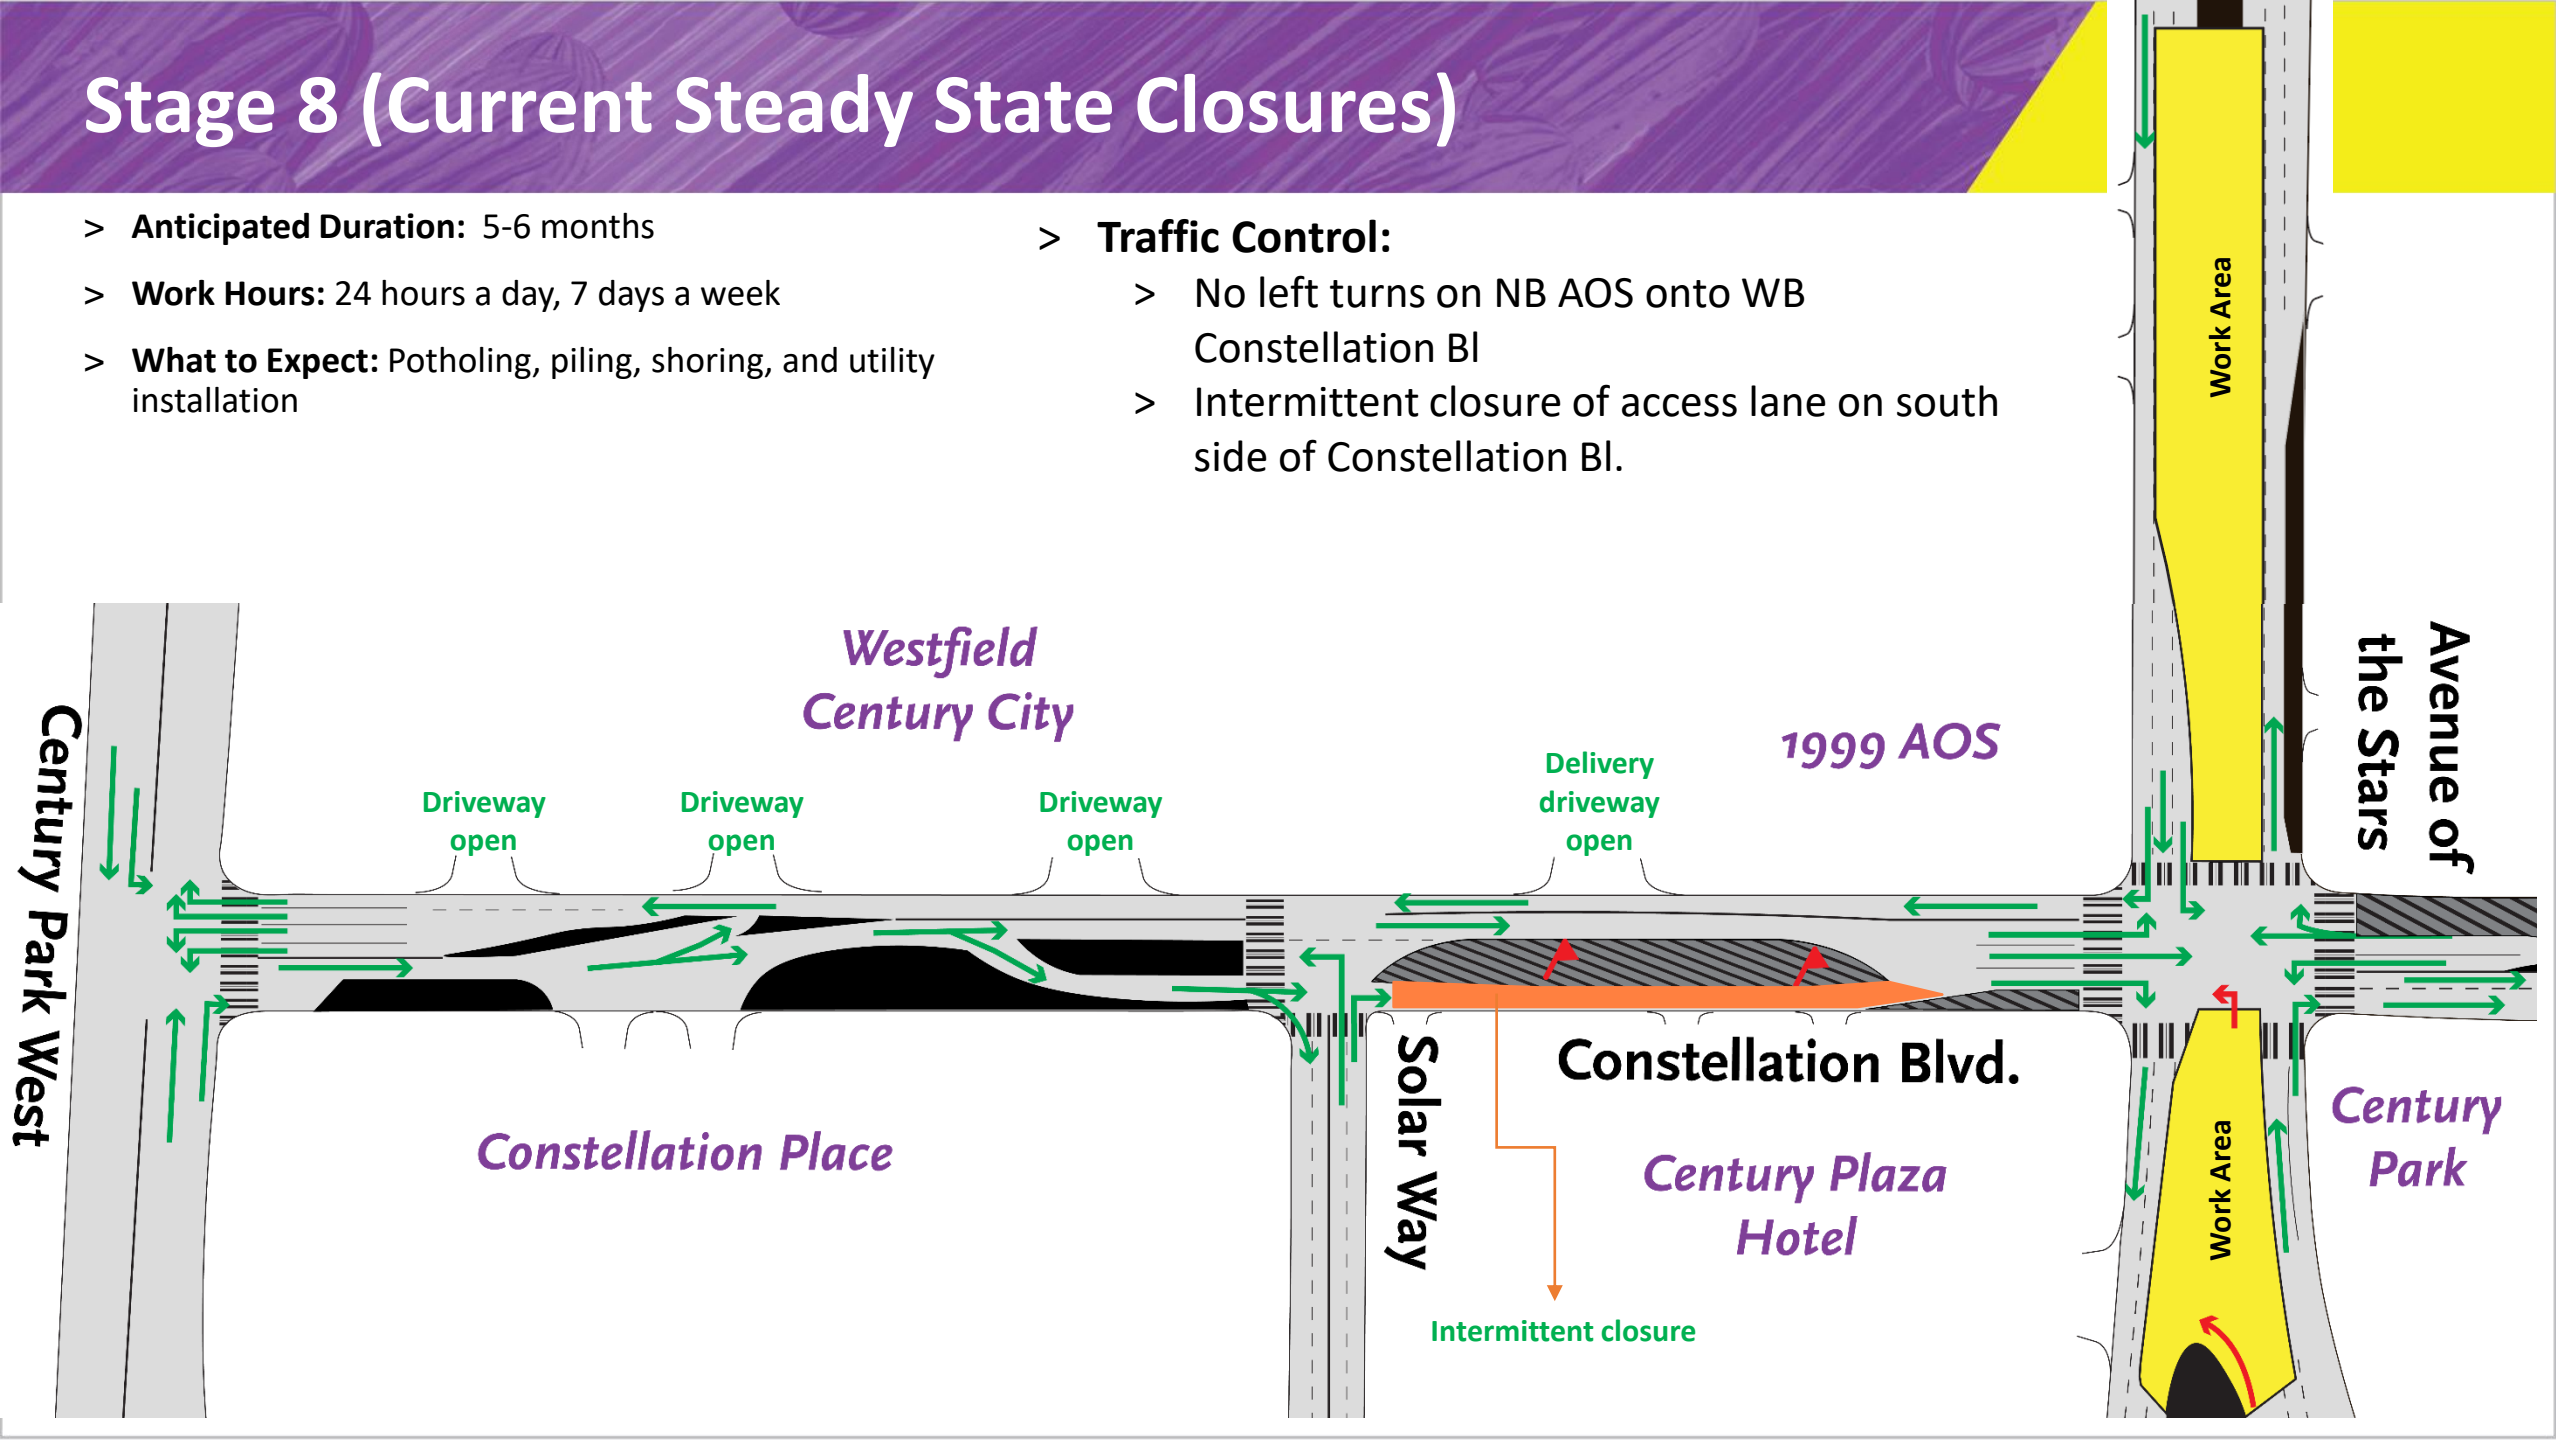 Stage 8 (Current Steady State Closures)
> Anticipated Duration: 5-6 months
> Work Hours: 24 hours a day, 7 days a week
> What to Expect: Potholing, piling, shoring, and utility
installation
> Traffic Control:
> No left turns on NB AOS onto WB
Constellation Bl
> Intermittent closure of access lane on south
side of Constellation Bl.
Work Area
Westfield
Century City
1999 AOS
Avenue of
the Stars
Century Park West
Driveway
open
Driveway
open
Driveway
open
Delivery
driveway
open
Solar Way
Constellation Blvd.
Constellation Place
Century Plaza
Hotel
Work Area
Century
Park
Intermittent closure